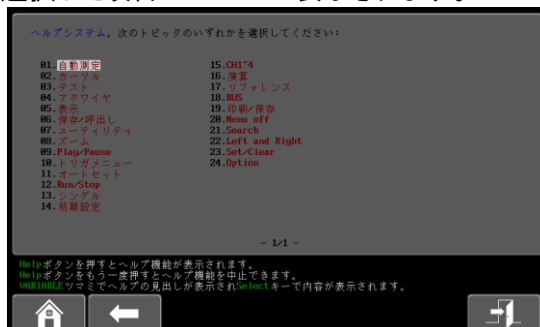 ヘルプシステム。次のトピックのいずれかを選択してください:
01.自動測定
02.カーソル
03.テスト
04.アクワイヤ
05.表示
06.保存/呼出し
07.ユーティリティ
08.ズーム
09.Play/Pause
10.トリガメニュー
11.オートセット
12.Run/Stop
13.シングル
14.初期設定
15.CH1~4
16.演算
17.リファレンス
18.BUS
19.印刷/保存
20.Menu off
21.Search
22.Left and Right
23.Set/Clear
24.Option
- 1/1 -
Helpボタンを押すとヘルプ機能が表示されます。
Helpボタンをもう一度押すとヘルプ機能を中止できます。
VARIABLEツマミでヘルプの見出しが表示されSelectキーで内容が表示されます。